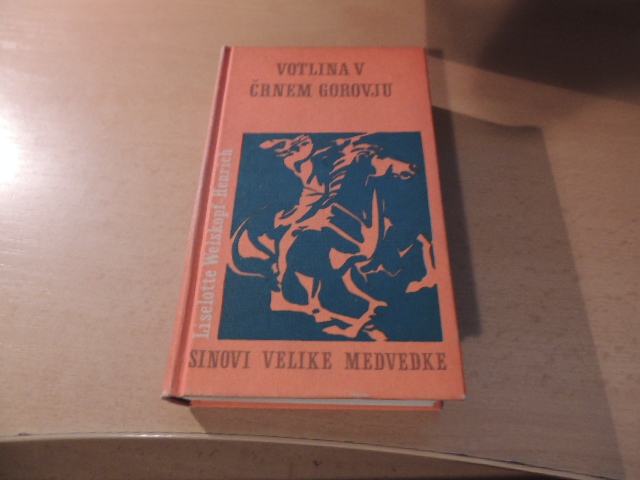 VOTLINA V
ČRNEM GOROVJU
Liselotte Welskopf-Henrich
SINOVI VELIKE MEDVEDKE